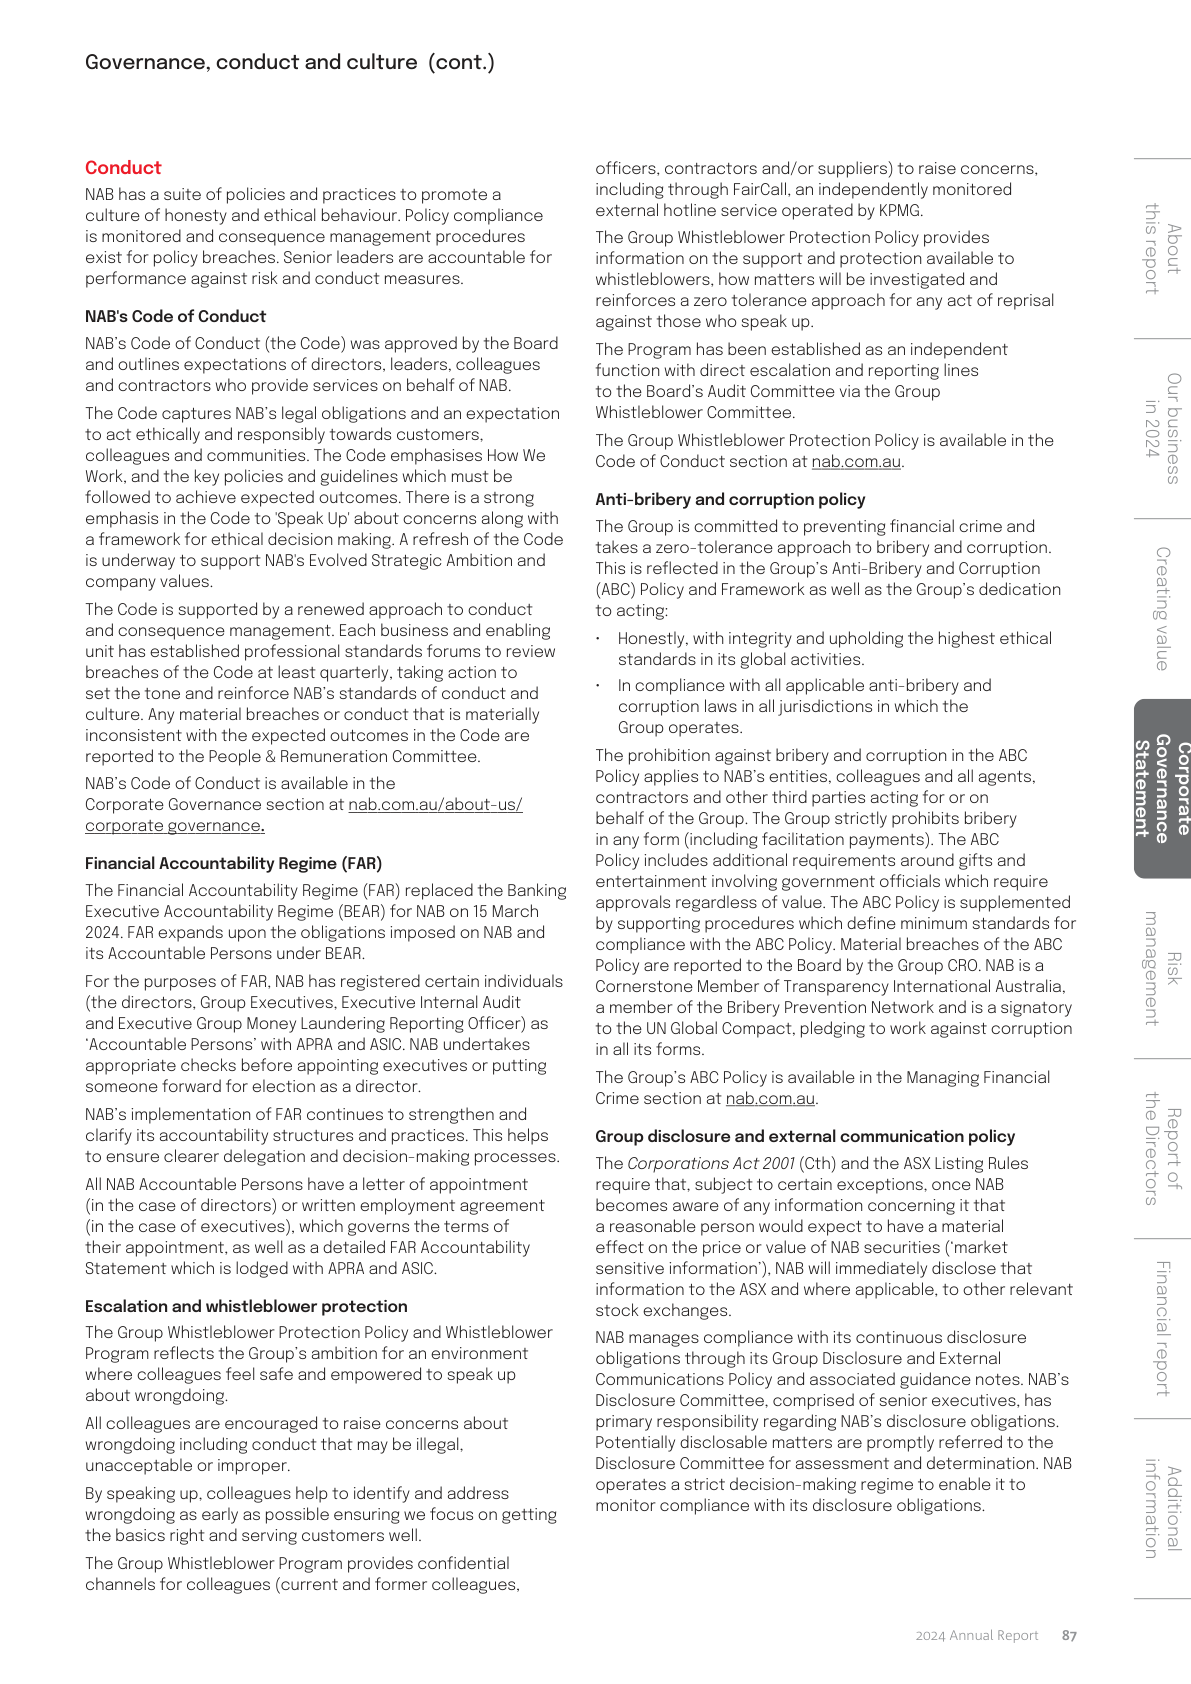 Governance, conduct and culture (cont.)
Conduct
NAB has a suite of policies and practices to promote a
culture of honesty and ethical behaviour. Policy compliance
is monitored and consequence management procedures
exist for policy breaches. Senior leaders are accountable for
performance against risk and conduct measures.
NAB's Code of Conduct
NAB’s Code of Conduct (the Code) was approved by the Board
and outlines expectations of directors, leaders, colleagues
and contractors who provide services on behalf of NAB.
The Code captures NAB’s legal obligations and an expectation
to act ethically and responsibly towards customers,
colleagues and communities. The Code emphasises How We
Work, and the key policies and guidelines which must be
followed to achieve expected outcomes. There is a strong
emphasis in the Code to 'Speak Up' about concerns along with
a framework for ethical decision making. A refresh of the Code
is underway to support NAB's Evolved Strategic Ambition and
company values.
The Code is supported by a renewed approach to conduct
and consequence management. Each business and enabling
unit has established professional standards forums to review
breaches of the Code at least quarterly, taking action to
set the tone and reinforce NAB’s standards of conduct and
culture. Any material breaches or conduct that is materially
inconsistent with the expected outcomes in the Code are
reported to the People & Remuneration Committee.
NAB’s Code of Conduct is available in the
Corporate Governance section at nab.com.au/about-us/
corporate governance.
Financial Accountability Regime (FAR)
The Financial Accountability Regime (FAR) replaced the Banking
Executive Accountability Regime (BEAR) for NAB on 15 March
2024. FAR expands upon the obligations imposed on NAB and
its Accountable Persons under BEAR.
For the purposes of FAR, NAB has registered certain individuals
(the directors, Group Executives, Executive Internal Audit
and Executive Group Money Laundering Reporting Officer) as
‘Accountable Persons’ with APRA and ASIC. NAB undertakes
appropriate checks before appointing executives or putting
someone forward for election as a director.
NAB’s implementation of FAR continues to strengthen and
clarify its accountability structures and practices. This helps
to ensure clearer delegation and decision-making processes.
All NAB Accountable Persons have a letter of appointment
(in the case of directors) or written employment agreement
(in the case of executives), which governs the terms of
their appointment, as well as a detailed FAR Accountability
Statement which is lodged with APRA and ASIC.
Escalation and whistleblower protection
The Group Whistleblower Protection Policy and Whistleblower
Program reflects the Group’s ambition for an environment
where colleagues feel safe and empowered to speak up
about wrongdoing.
All colleagues are encouraged to raise concerns about
wrongdoing including conduct that may be illegal,
unacceptable or improper.
By speaking up, colleagues help to identify and address
wrongdoing as early as possible ensuring we focus on getting
the basics right and serving customers well.
The Group Whistleblower Program provides confidential
channels for colleagues (current and former colleagues,
officers, contractors and/or suppliers) to raise concerns,
including through FairCall, an independently monitored
external hotline service operated by KPMG.
The Group Whistleblower Protection Policy provides
information on the support and protection available to
whistleblowers, how matters will be investigated and
reinforces a zero tolerance approach for any act of reprisal
against those who speak up.
The Program has been established as an independent
function with direct escalation and reporting lines
to the Board’s Audit Committee via the Group
Whistleblower Committee.
The Group Whistleblower Protection Policy is available in the
Code of Conduct section at nab.com.au.
Anti-bribery and corruption policy
The Group is committed to preventing financial crime and
takes a zero-tolerance approach to bribery and corruption.
This is reflected in the Group’s Anti-Bribery and Corruption
(ABC) Policy and Framework as well as the Group’s dedication
to acting:
• Honestly, with integrity and upholding the highest ethical
standards in its global activities.
• In compliance with all applicable anti-bribery and
corruption laws in all jurisdictions in which the
Group operates.
The prohibition against bribery and corruption in the ABC
Policy applies to NAB’s entities, colleagues and all agents,
contractors and other third parties acting for or on
behalf of the Group. The Group strictly prohibits bribery
in any form (including facilitation payments). The ABC
Policy includes additional requirements around gifts and
entertainment involving government officials which require
approvals regardless of value. The ABC Policy is supplemented
by supporting procedures which define minimum standards for
compliance with the ABC Policy. Material breaches of the ABC
Policy are reported to the Board by the Group CRO. NAB is a
Cornerstone Member of Transparency International Australia,
a member of the Bribery Prevention Network and is a signatory
to the UN Global Compact, pledging to work against corruption
in all its forms.
The Group’s ABC Policy is available in the Managing Financial
Crime section at nab.com.au.
Group disclosure and external communication policy
The Corporations Act 2001 (Cth) and the ASX Listing Rules
require that, subject to certain exceptions, once NAB
becomes aware of any information concerning it that
a reasonable person would expect to have a material
effect on the price or value of NAB securities (‘market
sensitive information’), NAB will immediately disclose that
information to the ASX and where applicable, to other relevant
stock exchanges.
NAB manages compliance with its continuous disclosure
obligations through its Group Disclosure and External
Communications Policy and associated guidance notes. NAB’s
Disclosure Committee, comprised of senior executives, has
primary responsibility regarding NAB’s disclosure obligations.
Potentially disclosable matters are promptly referred to the
Disclosure Committee for assessment and determination. NAB
operates a strict decision-making regime to enable it to
monitor compliance with its disclosure obligations.
About
this report
Our business
in 2024
Creating value
Corporate
Governance
Statement
Risk
management
Report of
the Directors
Financial report
Additional
information
2024 Annual Report 87